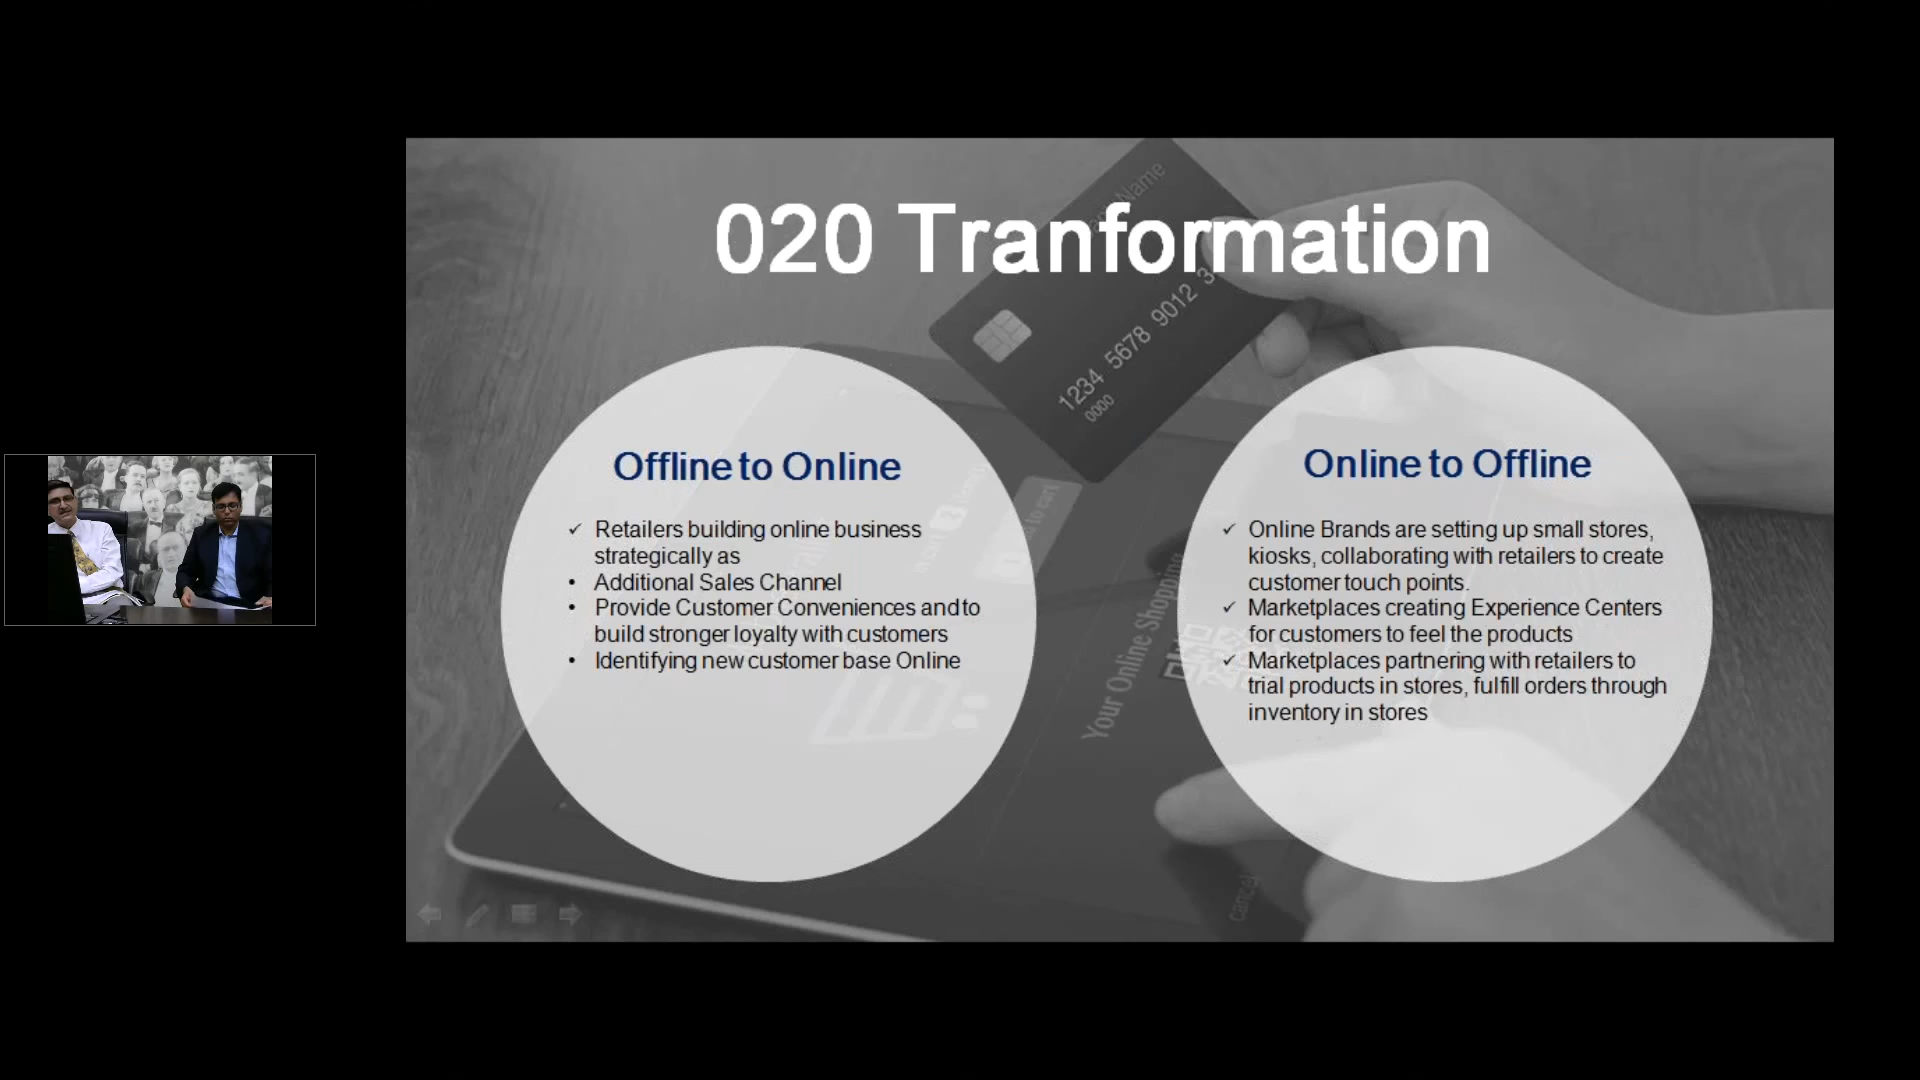 020 Tranformation
Name
1234 5678 9012 3
0000
Offline to Online
✓ Retailers building online business
strategically as
• Additional Sales Channel
• Provide Customer Conveniences and to
build stronger loyalty with customers
• Identifying new customer base Online
Online to Offline
✓ Online Brands are setting up small stores,
kiosks, collaborating with retailers to create
customer touch points.
✓ Marketplaces creating Experience Centers
for customers to feel the products
✓ Marketplaces partnering with retailers to
trial products in stores, fulfill orders through
inventory in stores
to cart
Your Online Shopping
cancel